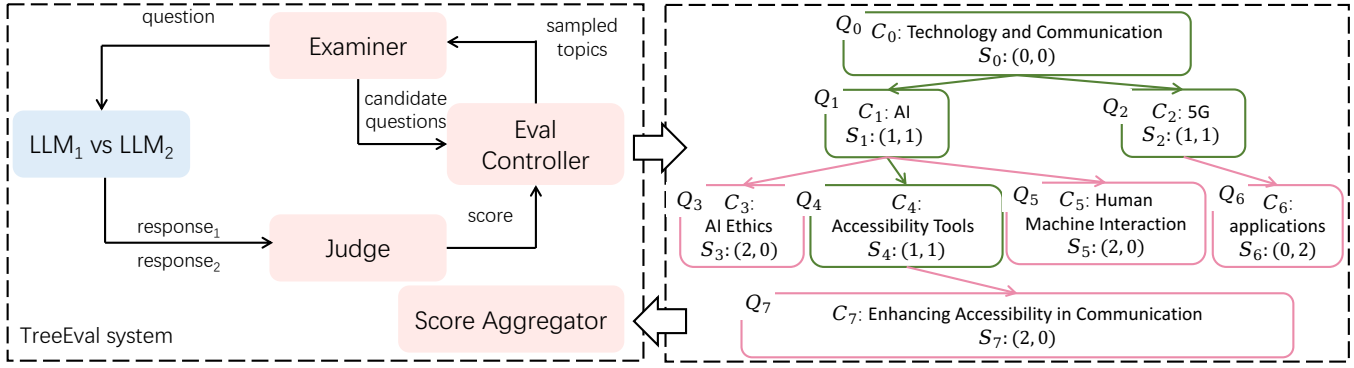 question
Examiner
sampled
topics
candidate
questions
LLM₁ vs LLM₂
Eval
Controller
response₁
response₂
Judge
score
Score Aggregator
TreeEval system
Q₀
C₀: Technology and Communication
S₀: (0, 0)
Q₁
C₁: AI
S₁: (1, 1)
Q₂
C₂: 5G
S₂: (1, 1)
Q₃
C₃:
AI Ethics
S₃: (2, 0)
Q₄
C₄:
Accessibility Tools
S₄: (1, 1)
Q₅
C₅: Human
Machine Interaction
S₅: (2, 0)
Q₆
C₆:
applications
S₆: (0, 2)
Q₇
C₇: Enhancing Accessibility in Communication
S₇: (2, 0)